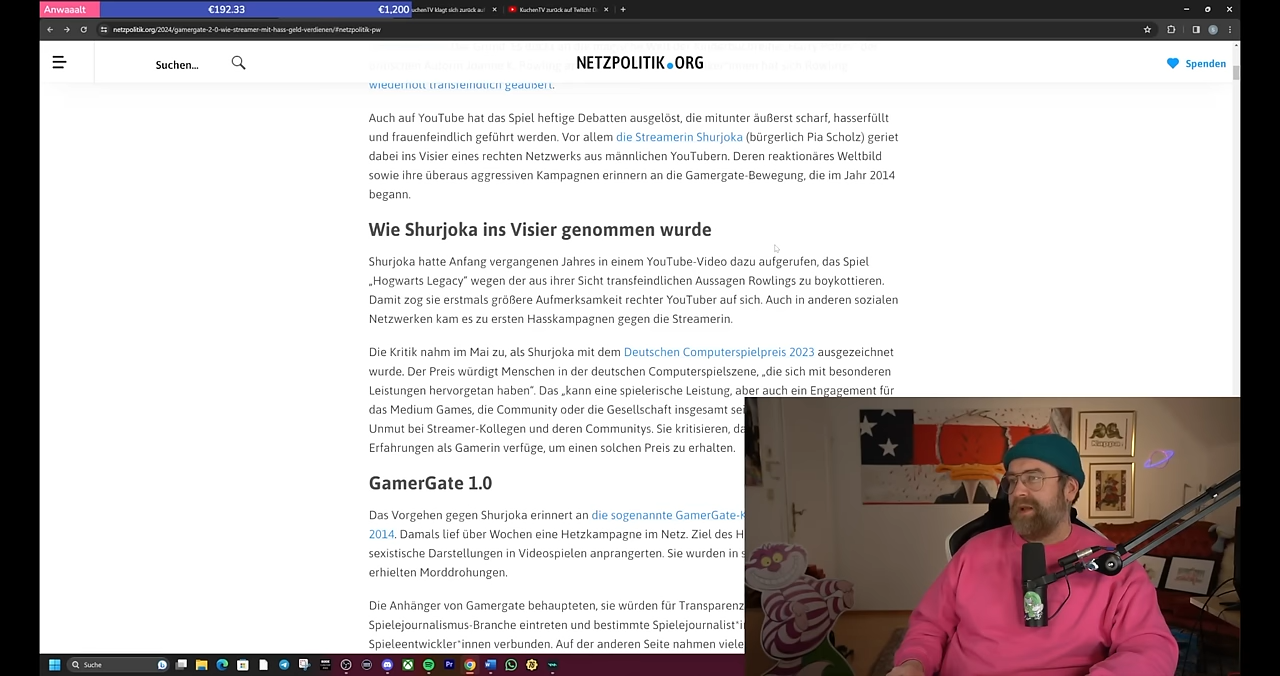 Anwaaalt €192.33 €1,200 uchenTV klagt sich zurück au KuchenTV zurück auf Twitch!
netzpolitik.org/2024/gamergate-2-0-wie-streamer-mit-hass-geld-verdienen/#netzpolitik-pw
Suchen... NETZPOLITIK.ORG Spenden
wiederholt transfeindlich geäußert.
Auch auf YouTube hat das Spiel heftige Debatten ausgelöst, die mitunter äußerst scharf, hasserfüllt
und frauenfeindlich geführt werden. Vor allem die Streamerin Shurjoka (bürgerlich Pia Scholz) geriet
dabei ins Visier eines rechten Netzwerks aus männlichen YouTubern. Deren reaktionäres Weltbild
sowie ihre überaus aggressiven Kampagnen erinnern an die Gamergate-Bewegung, die im Jahr 2014
begann.
Wie Shurjoka ins Visier genommen wurde
Shurjoka hatte Anfang vergangenen Jahres in einem YouTube-Video dazu aufgerufen, das Spiel
„Hogwarts Legacy“ wegen der aus ihrer Sicht transfeindlichen Aussagen Rowlings zu boykottieren.
Damit zog sie erstmals größere Aufmerksamkeit rechter YouTuber auf sich. Auch in anderen sozialen
Netzwerken kam es zu ersten Hasskampagnen gegen die Streamerin.
Die Kritik nahm im Mai zu, als Shurjoka mit dem Deutschen Computerspielpreis 2023 ausgezeichnet
wurde. Der Preis würdigt Menschen in der deutschen Computerspielszene, „die sich mit besonderen
Leistungen hervorgetan haben“. Das „kann eine spielerische Leistung, aber auch ein Engagement für
das Medium Games, die Community oder die Gesellschaft insgesamt sei
Unmut bei Streamer-Kollegen und deren Communitys. Sie kritisieren, da
Erfahrungen als Gamerin verfüge, um einen solchen Preis zu erhalten.
GamerGate 1.0
Das Vorgehen gegen Shurjoka erinnert an die sogenannte GamerGate-K
2014. Damals lief über Wochen eine Hetzkampagne im Netz. Ziel des H
sexistische Darstellungen in Videospielen anprangerten. Sie wurden in s
erhielten Morddrohungen.
Die Anhänger von Gamergate behaupteten, sie würden für Transparenz
Spielejournalismus-Branche eintreten und bestimmte Spielejournalist*i
Spieleentwickler*innen verbunden. Auf der anderen Seite nahmen viele
Suche